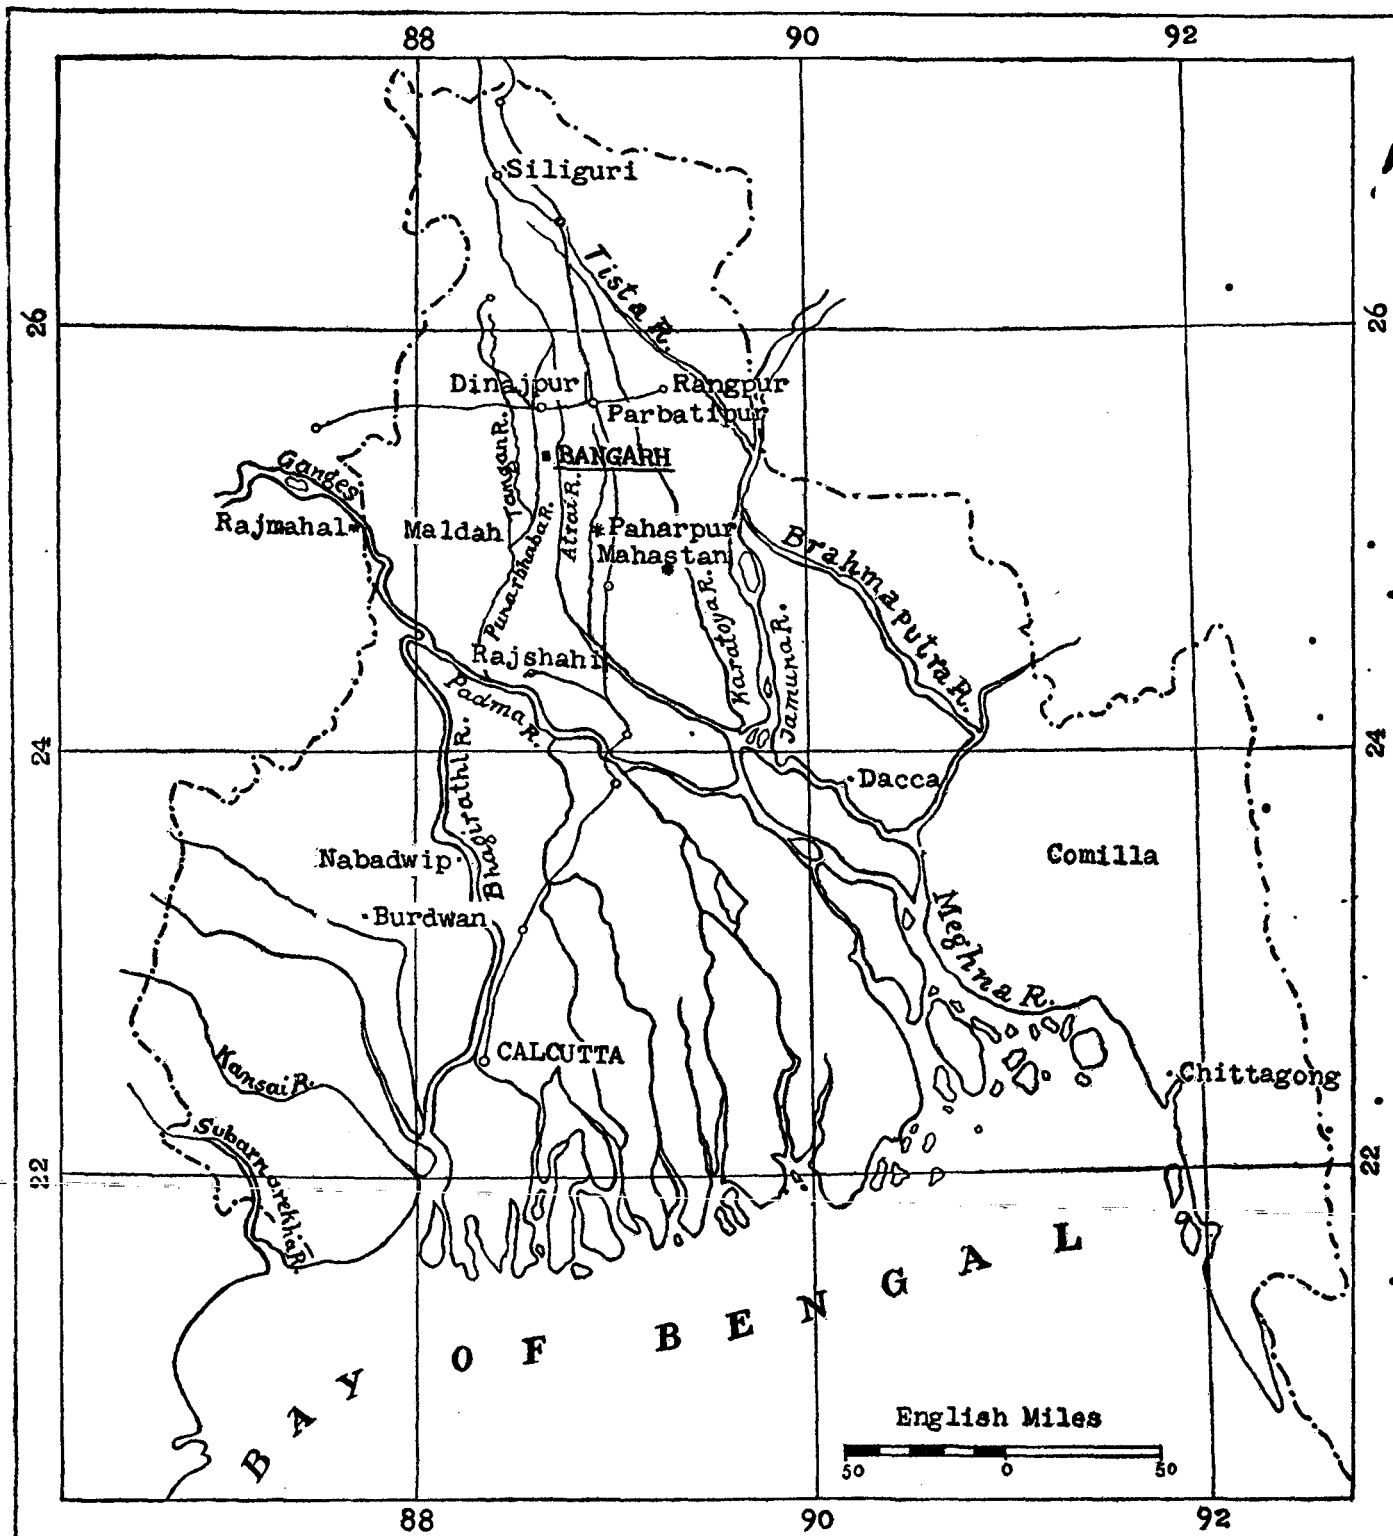 88 90 92
Siliguri
Tista R.
26 26
Dinajpur Rangpur
Parbatipur
Tangan R.
BANGARH
Ganges
Atrai R.
Rajmahal Maldah Paharpur
Mahastan
Brahmaputra R.
Punarbhaba R.
Karatoya R.
Jamuna R.
Rajshahi
Padma R.
24 24
Bhagirathi R.
Dacca
Nabadwip
Comilla
Burdwan
Meghna R.
CALCUTTA
Kansai R.
Chittagong
Subarnarekha R.
22 22
BAY OF BENGAL
English Miles
50 0 50
88 90 92